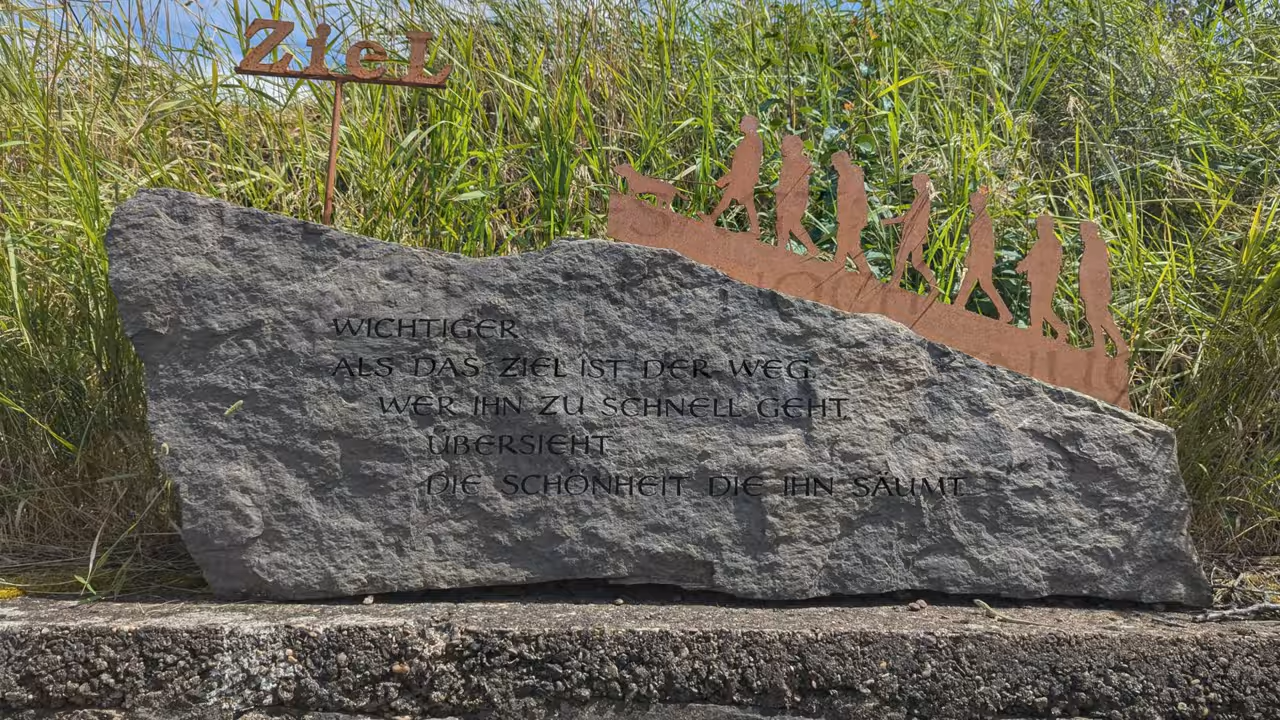 Ziel
WICHTIGER
ALS DAS ZIEL IST DER WEG.
WER IHN ZU SCHNELL GEHT
ÜBERSIEHT
DIE SCHÖNHEIT DIE IHN SÄUMT